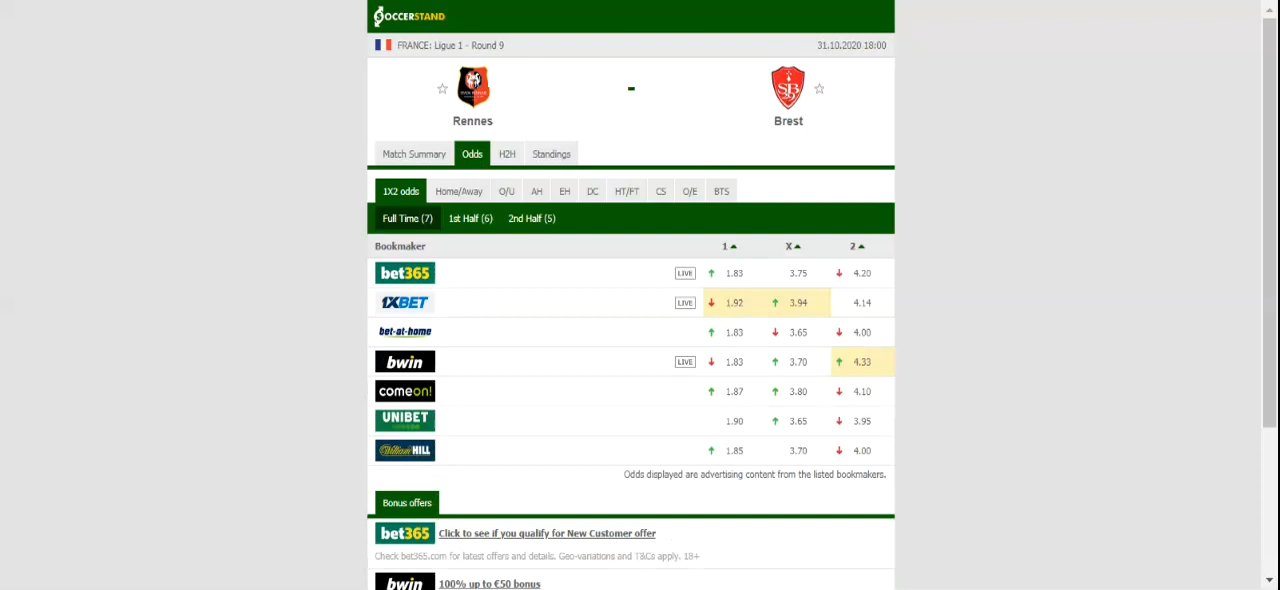 SOCCERSTAND
FRANCE: Ligue 1 - Round 9 31.10.2020 18:00
-
Rennes Brest
Match Summary Odds H2H Standings
1X2 odds Home/Away O/U AH EH DC HT/FT CS O/E BTS
Full Time (7) 1st Half (6) 2nd Half (5)
Bookmaker 1 X 2
bet365 LIVE 1.83 3.75 4.20
1XBET LIVE 1.92 3.94 4.14
bet-at-home 1.83 3.65 4.00
bwin LIVE 1.83 3.70 4.33
comeon! 1.87 3.80 4.10
UNIBET 1.90 3.65 3.95
William HILL 1.85 3.70 4.00
Odds displayed are advertising content from the listed bookmakers.
Bonus offers
bet365 Click to see if you qualify for New Customer offer
Check bet365.com for latest offers and details. Geo-variations and T&Cs apply. 18+
bwin 100% up to €50 bonus